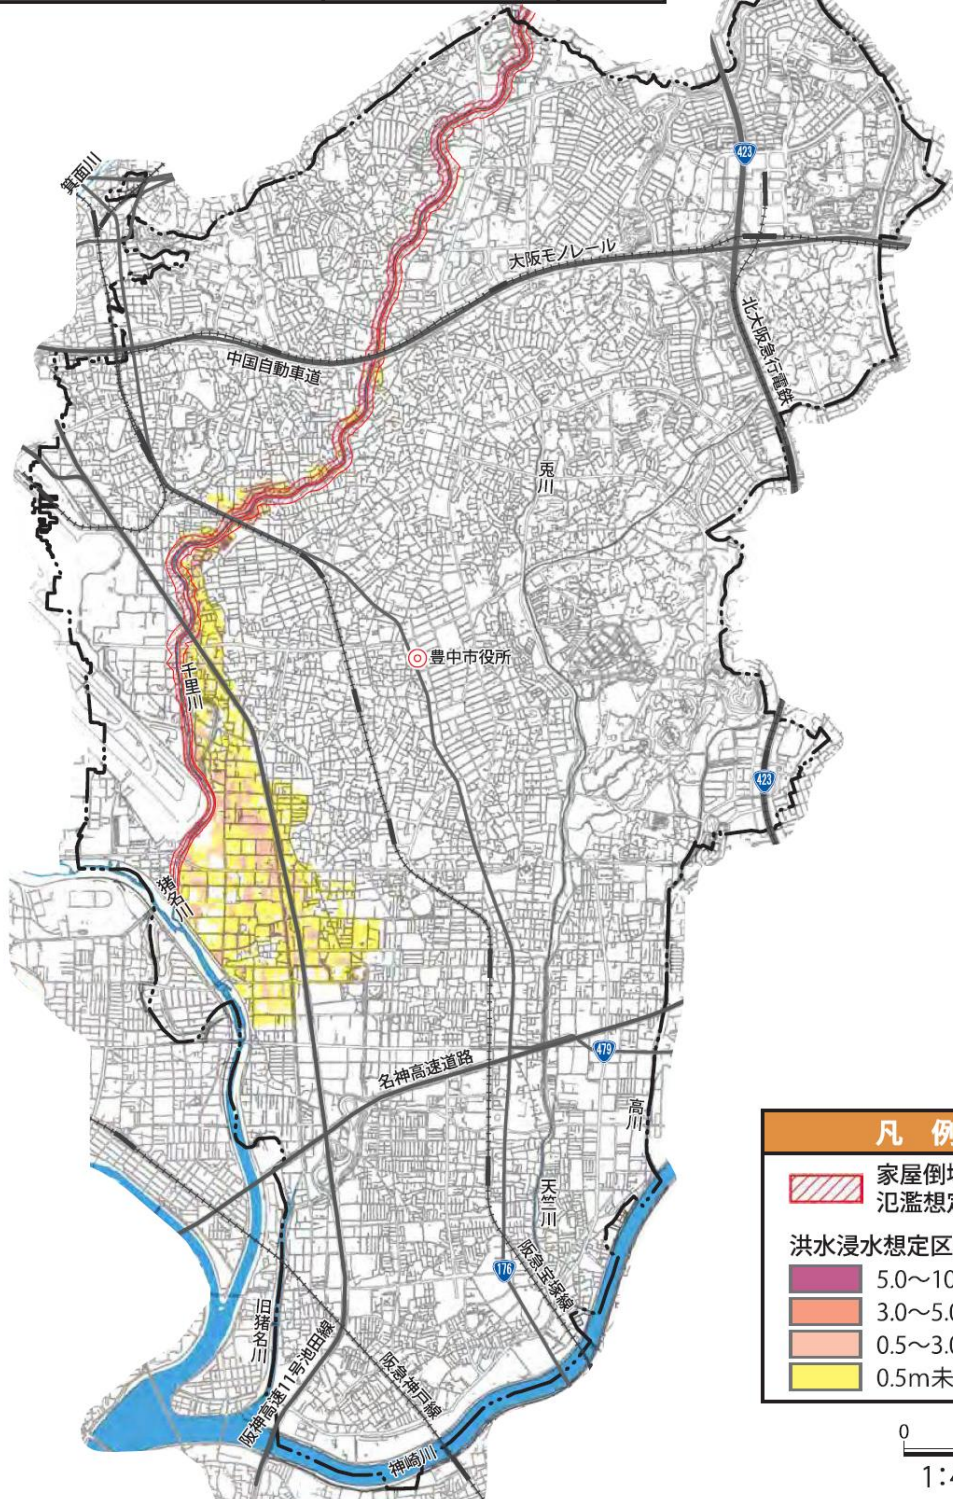 箕面川
423
大阪モノレール
北大阪急行電鉄
中国自動車道
兎川
豊中市役所
千里川
423
猪名川
479
名神高速道路
高川
天竺川
176
阪急宝塚線
旧猪名川
阪神高速11号池田線
阪急神戸線
神崎川
凡 例
家屋倒
氾濫想
洪水浸水想定区
5.0〜10
3.0〜5.0
0.5〜3.0
0.5m未
0
1:4